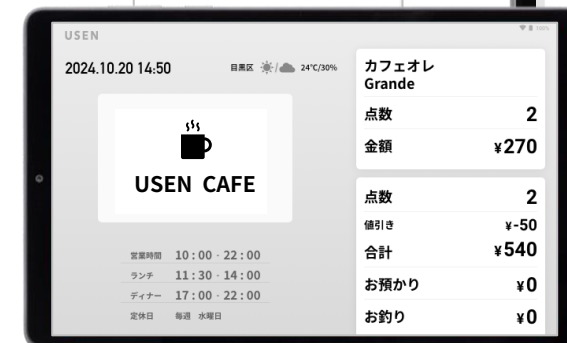 USEN
100%
2024.10.20 14:50
目黒区
24°C/30%
USEN CAFE
営業時間 10:00 - 22:00
ランチ 11:30 - 14:00
ディナー 17:00 - 22:00
定休日 毎週 水曜日
カフェオレ
Grande
点数 2
金額 ¥270
点数 2
値引き ¥-50
合計 ¥540
お預かり ¥0
お釣り ¥0